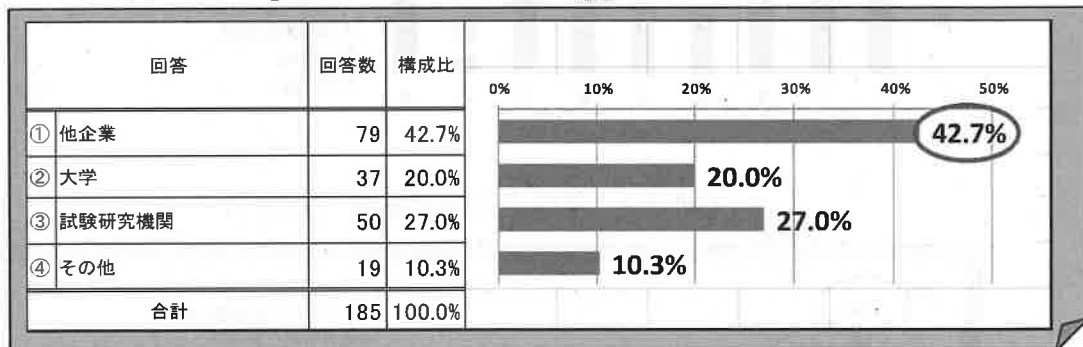 回答 回答数 構成比
0% 10% 20% 30% 40% 50%
① 他企業 79 42.7% 42.7%
② 大学 37 20.0% 20.0%
③ 試験研究機関 50 27.0% 27.0%
④ その他 19 10.3% 10.3%
合計 185 100.0%